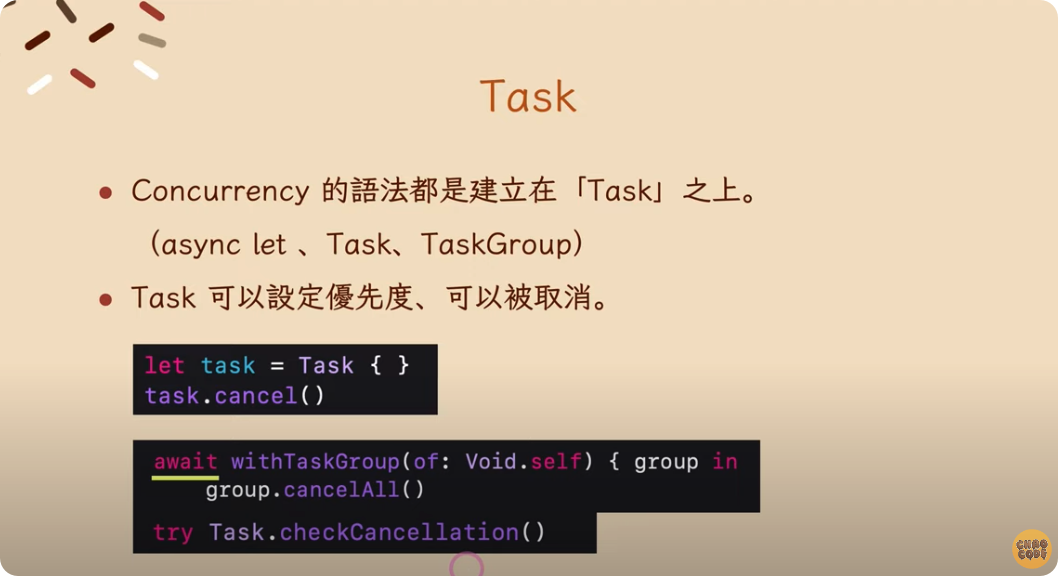 Task
Concurrency 的語法都是建立在「Task」之上。
（async let 、Task、TaskGroup）
Task 可以設定優先度、可以被取消。
let task = Task { }
task.cancel()
await withTaskGroup(of: Void.self) { group in
group.cancelAll()
try Task.checkCancellation()
CHAO
CODE